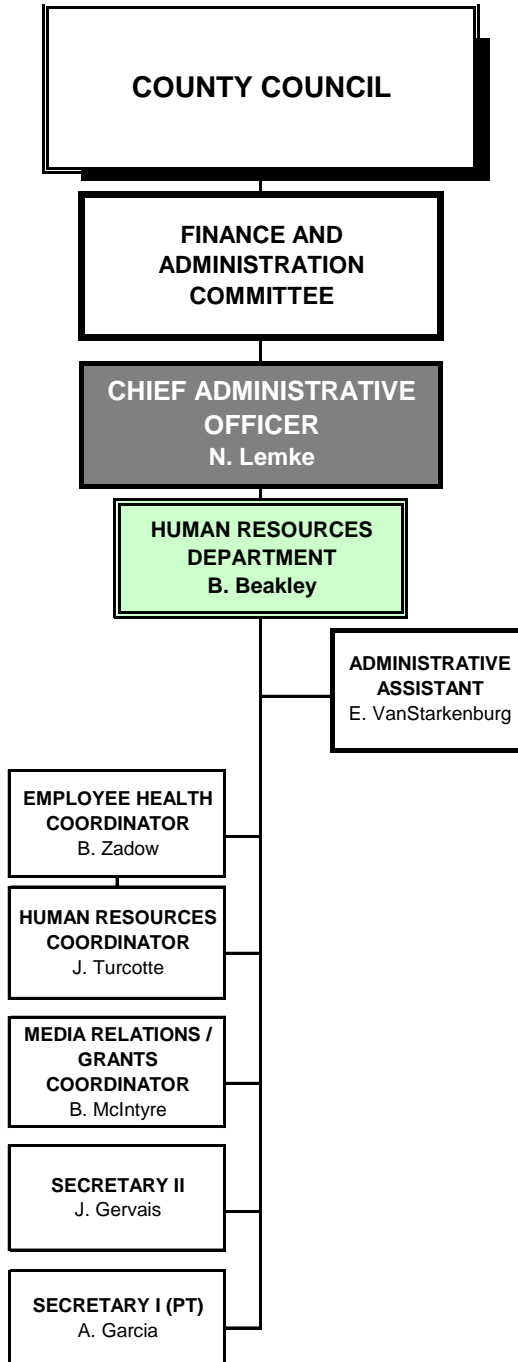 COUNTY COUNCIL
FINANCE AND
ADMINISTRATION
COMMITTEE
CHIEF ADMINISTRATIVE
OFFICER
N. Lemke
HUMAN RESOURCES
DEPARTMENT
B. Beakley
ADMINISTRATIVE
ASSISTANT
E. VanStarkenburg
EMPLOYEE HEALTH
COORDINATOR
B. Zadow
HUMAN RESOURCES
COORDINATOR
J. Turcotte
MEDIA RELATIONS /
GRANTS
COORDINATOR
B. McIntyre
SECRETARY II
J. Gervais
SECRETARY I (PT)
A. Garcia